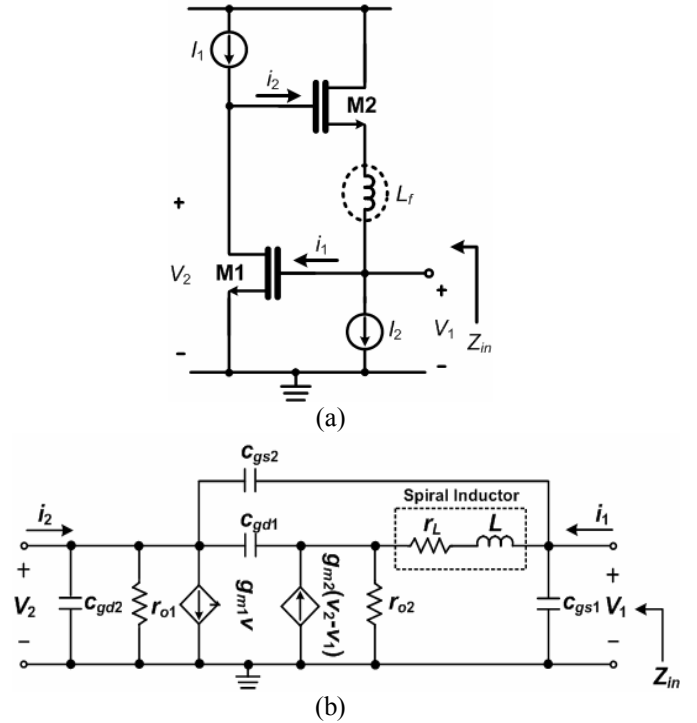 I1
i2
M2
Lf
+
i1
V2
M1
+
I2
V1
Zin
–
–
(a)
cgs2
Spiral Inductor
i2
cgd1
rL
L
i1
+
V2
–
cgd2
ro1
gm1v
gm2(v2-v1)
ro2
cgs1
+
V1
–
Zin
(b)